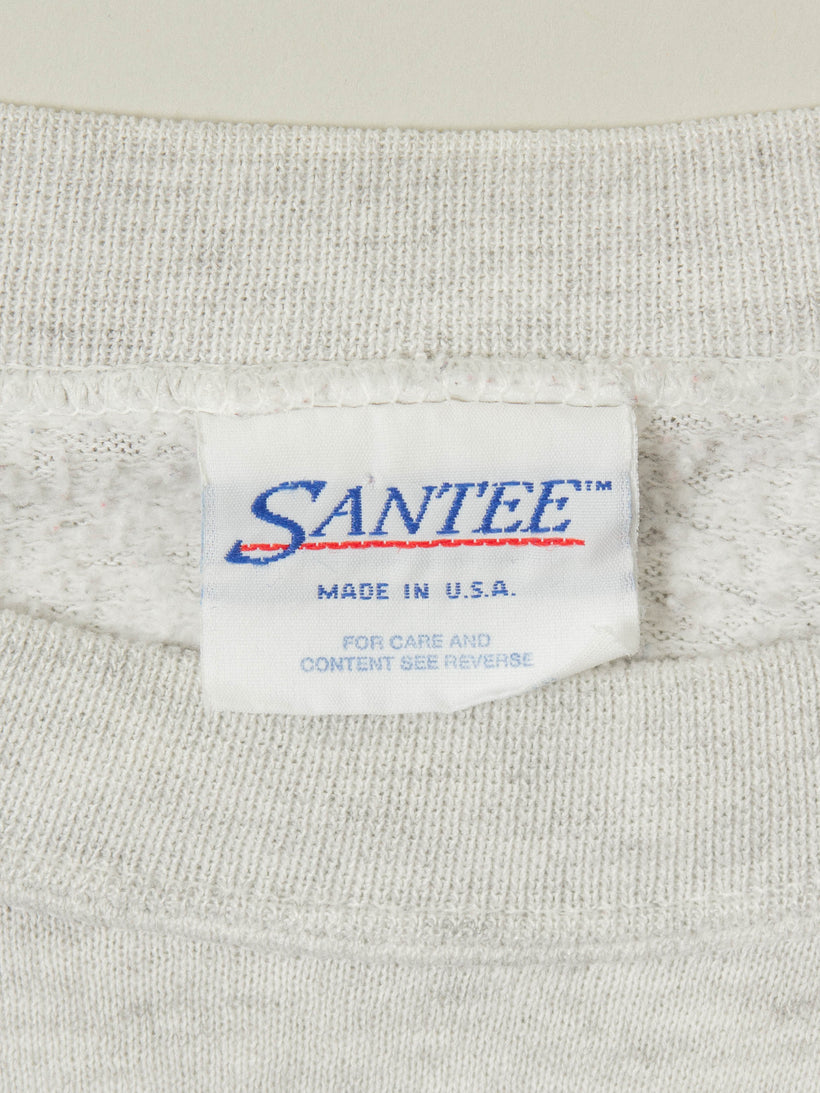 SANTEE™
MADE IN U.S.A.
FOR CARE AND
CONTENT SEE REVERSE